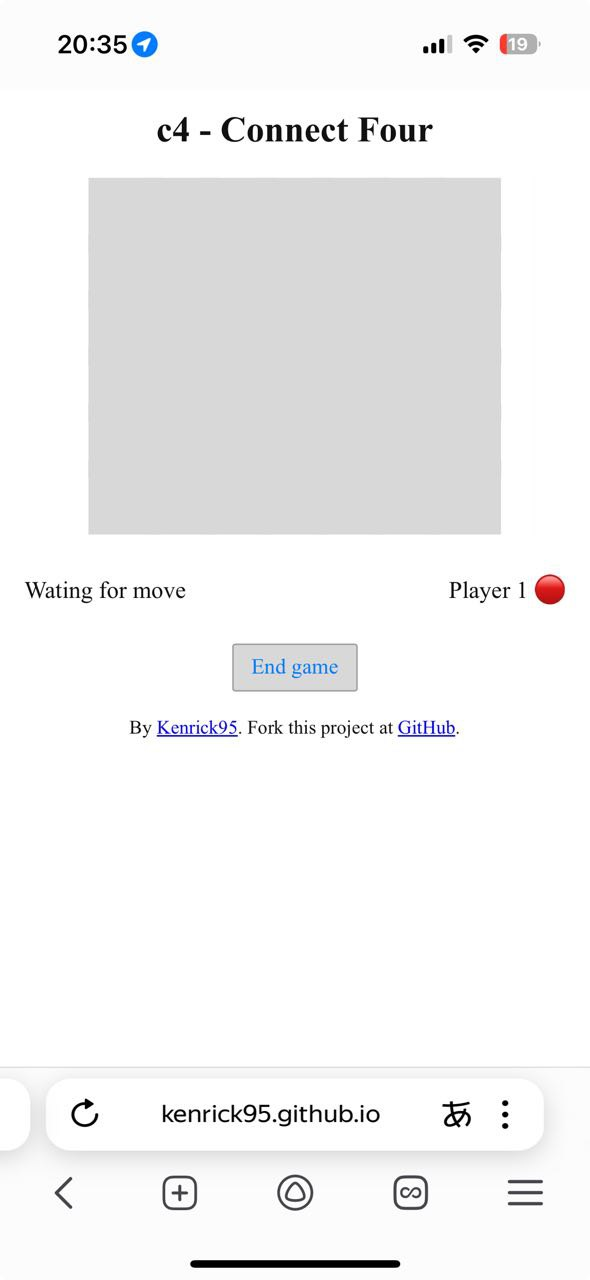 20:35
19
c4 - Connect Four
Wating for move
Player 1
End game
By Kenrick95. Fork this project at GitHub.
kenrick95.github.io
あ